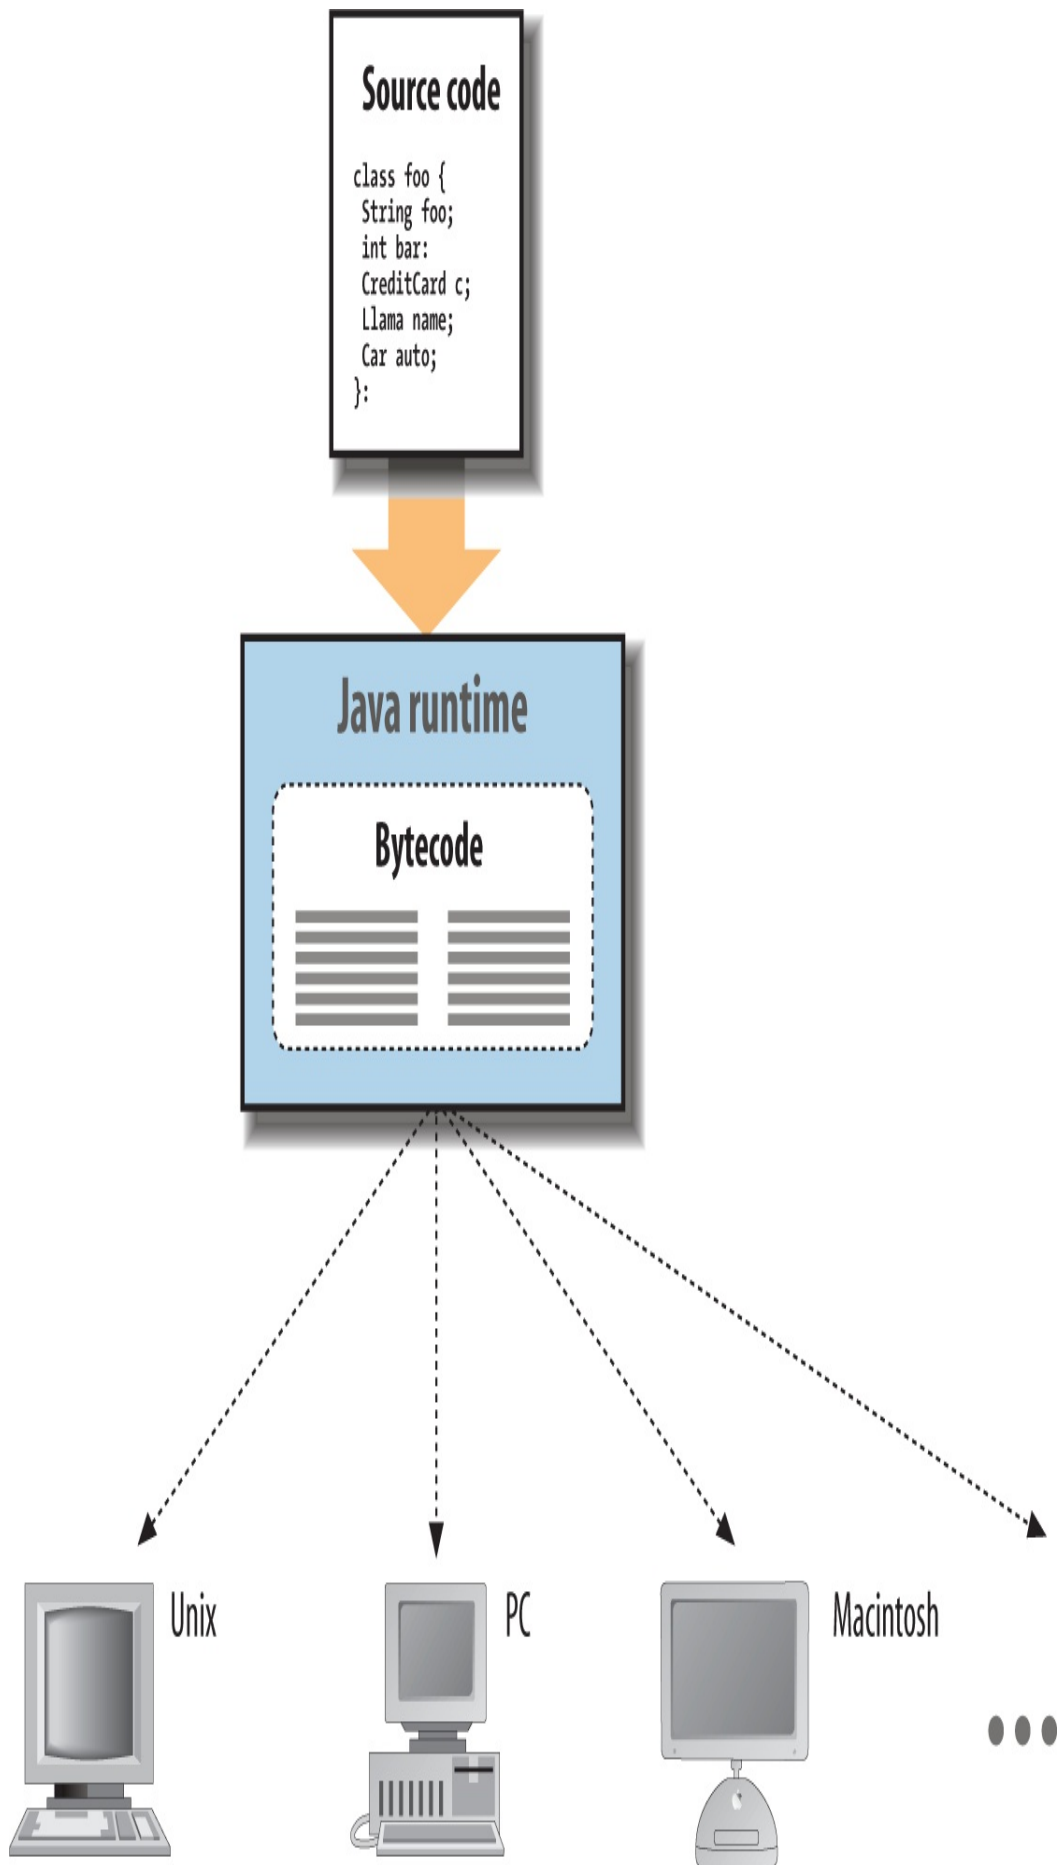 Source code
class foo {
String foo;
int bar:
CreditCard c;
Llama name;
Car auto;
}:
Java runtime
Bytecode
Unix
PC
Macintosh